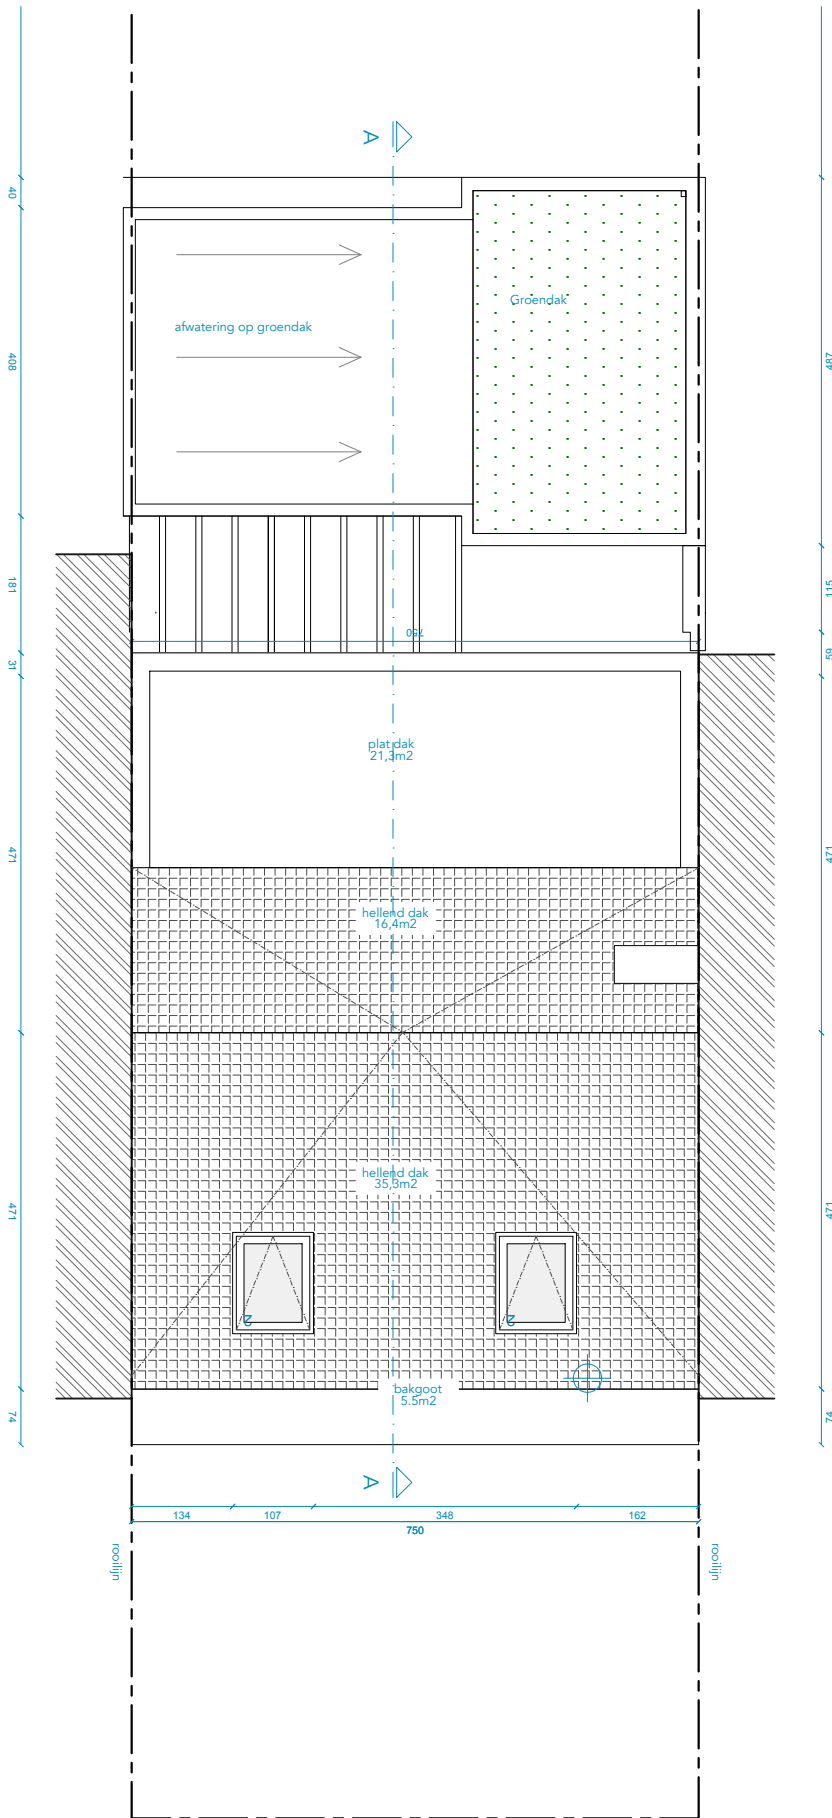 A
40
408
487
Groendak
afwatering op groendak
181
115
750
59
31
plat dak
21,3m2
471
471
hellend dak
16,4m2
hellend dak
35,3m2
471
471
2
2
bakgoot
5.5m2
74
74
A
134
107
348
162
750
rooilijn
rooilijn